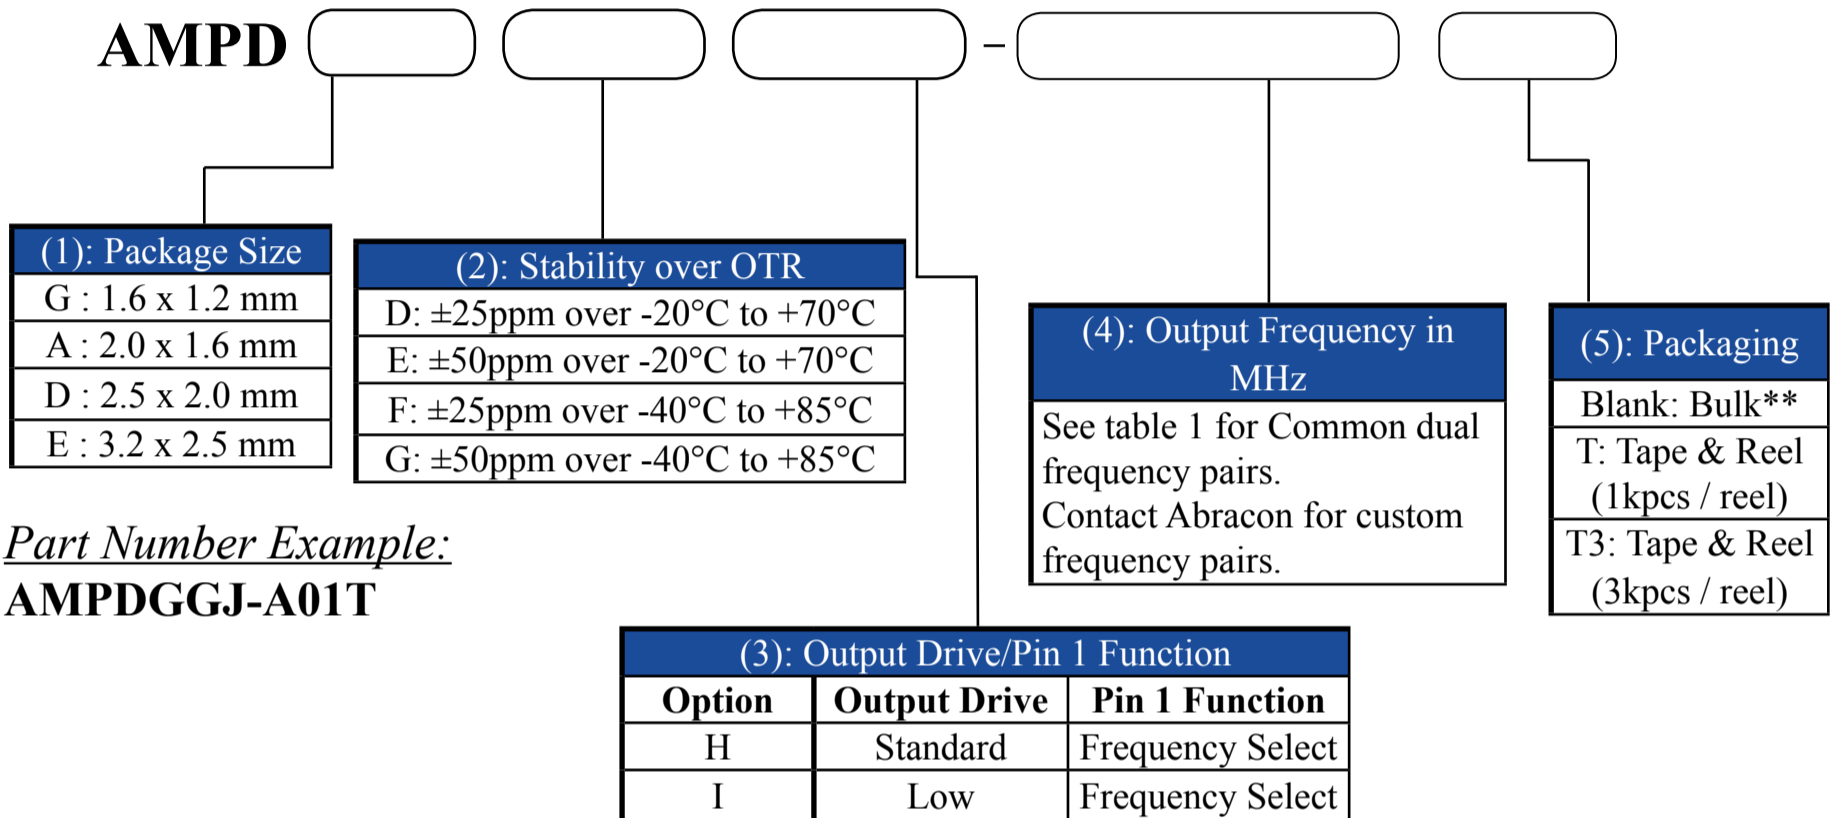 AMPD –
(1): Package Size
G : 1.6 x 1.2 mm
A : 2.0 x 1.6 mm
D : 2.5 x 2.0 mm
E : 3.2 x 2.5 mm
(2): Stability over OTR
D: ±25ppm over -20°C to +70°C
E: ±50ppm over -20°C to +70°C
F: ±25ppm over -40°C to +85°C
G: ±50ppm over -40°C to +85°C
(4): Output Frequency in
MHz
See table 1 for Common dual
frequency pairs.
Contact Abracon for custom
frequency pairs.
(5): Packaging
Blank: Bulk**
T: Tape & Reel
(1kpcs / reel)
T3: Tape & Reel
(3kpcs / reel)
Part Number Example:
AMPDGGJ-A01T
(3): Output Drive/Pin 1 Function
Option Output Drive Pin 1 Function
H Standard Frequency Select
I Low Frequency Select